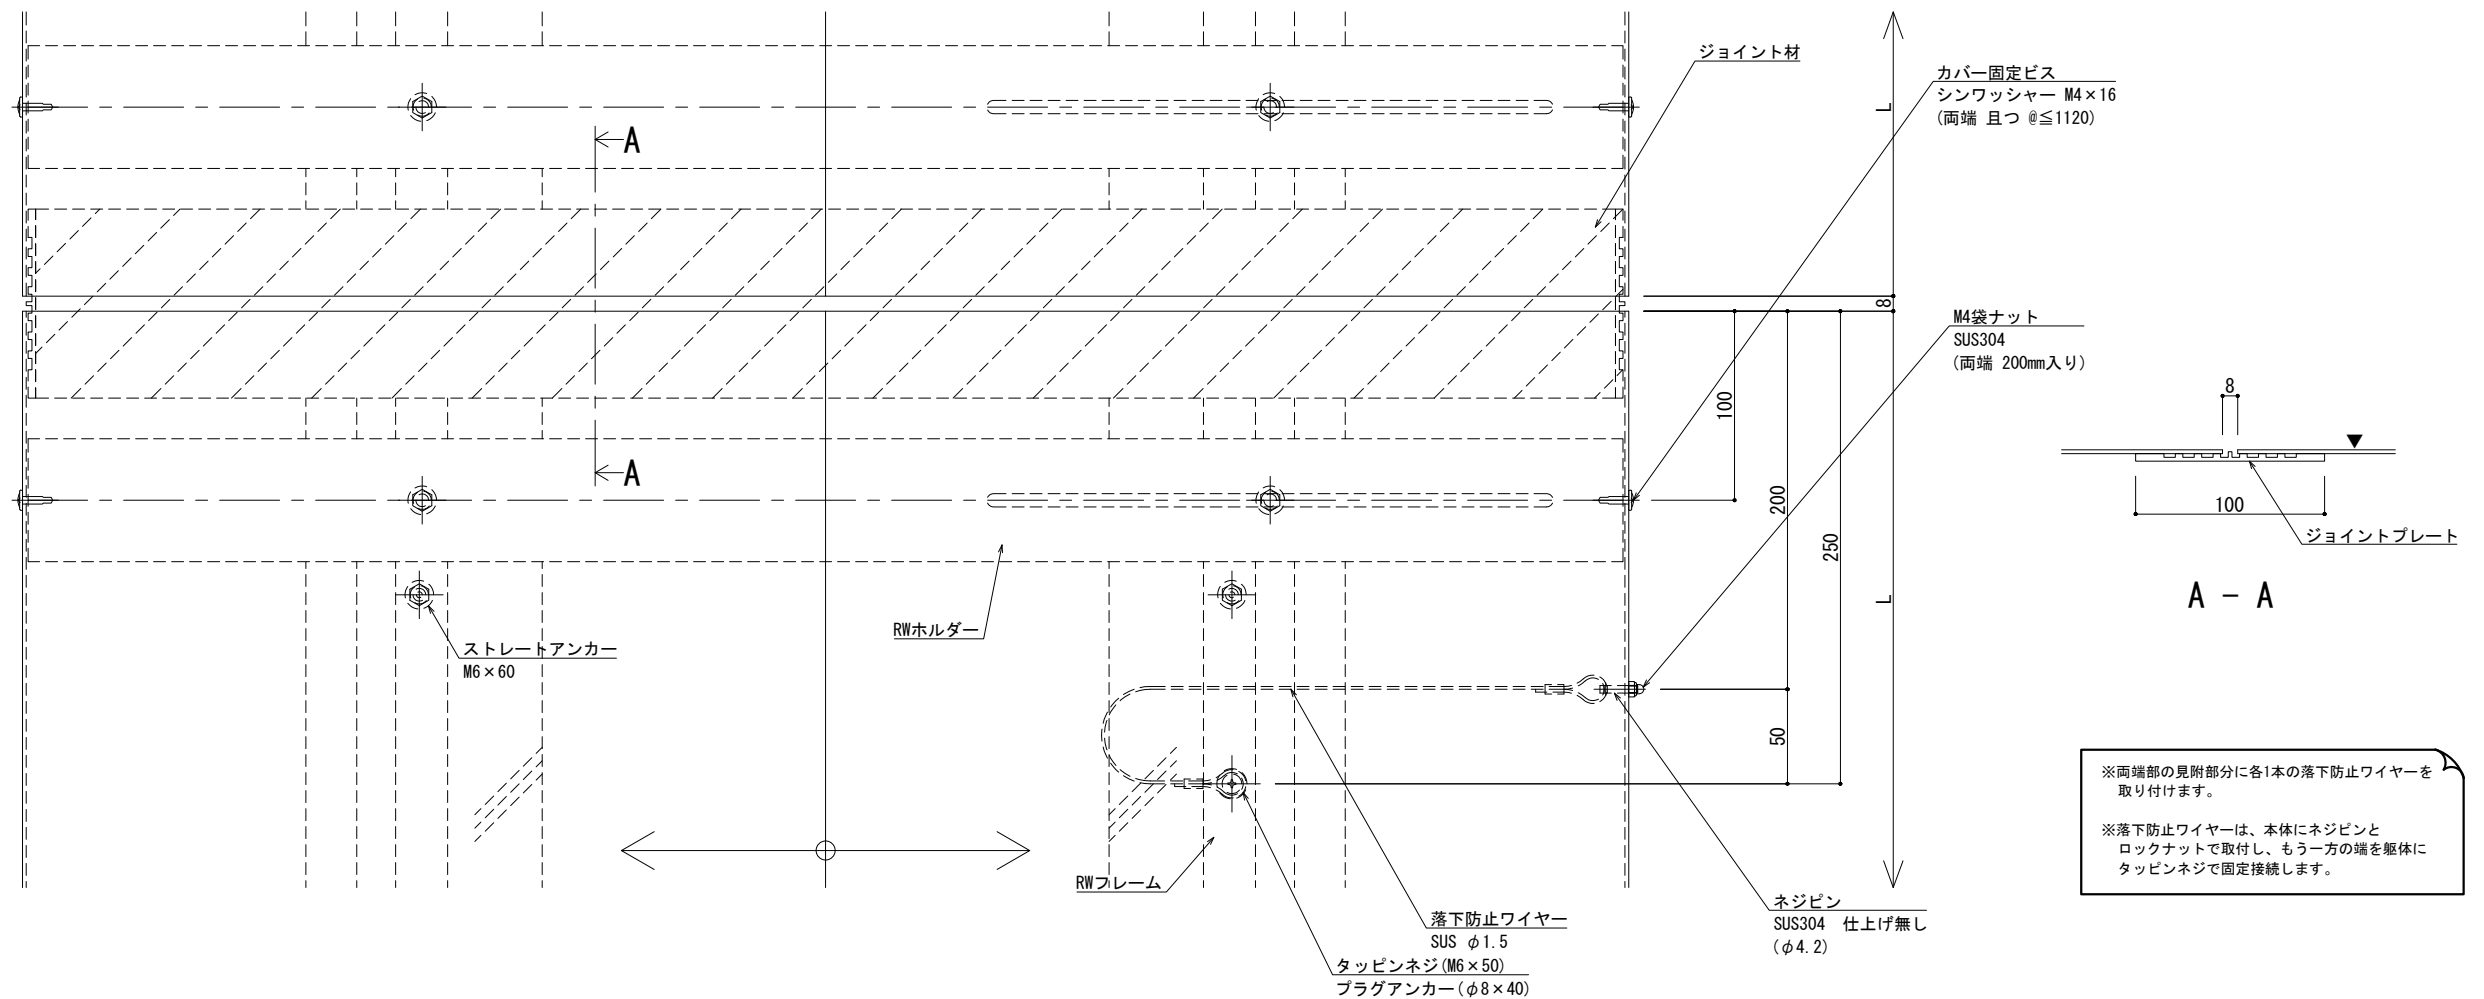 ジョイント材
カバー固定ビス
シンワッシャー M4×16
(両端 且つ @≦1120)
L
A
8
M4袋ナット
SUS304
(両端 200mm入り)
8
100
100
ジョイントプレート
A
200
250
A - A
L
RWホルダー
ストレートアンカー
M6×60
50
※両端部の見附部分に各1本の落下防止ワイヤーを
取り付けます。
※落下防止ワイヤーは、本体にネジピンと
ロックナットで取付し、もう一方の端を躯体に
タッピンネジで固定接続します。
RWフレーム
落下防止ワイヤー
SUS φ1.5
タッピンネジ(M6×50)
プラグアンカー(φ8×40)
ネジピン
SUS304 仕上げ無し
(φ4.2)